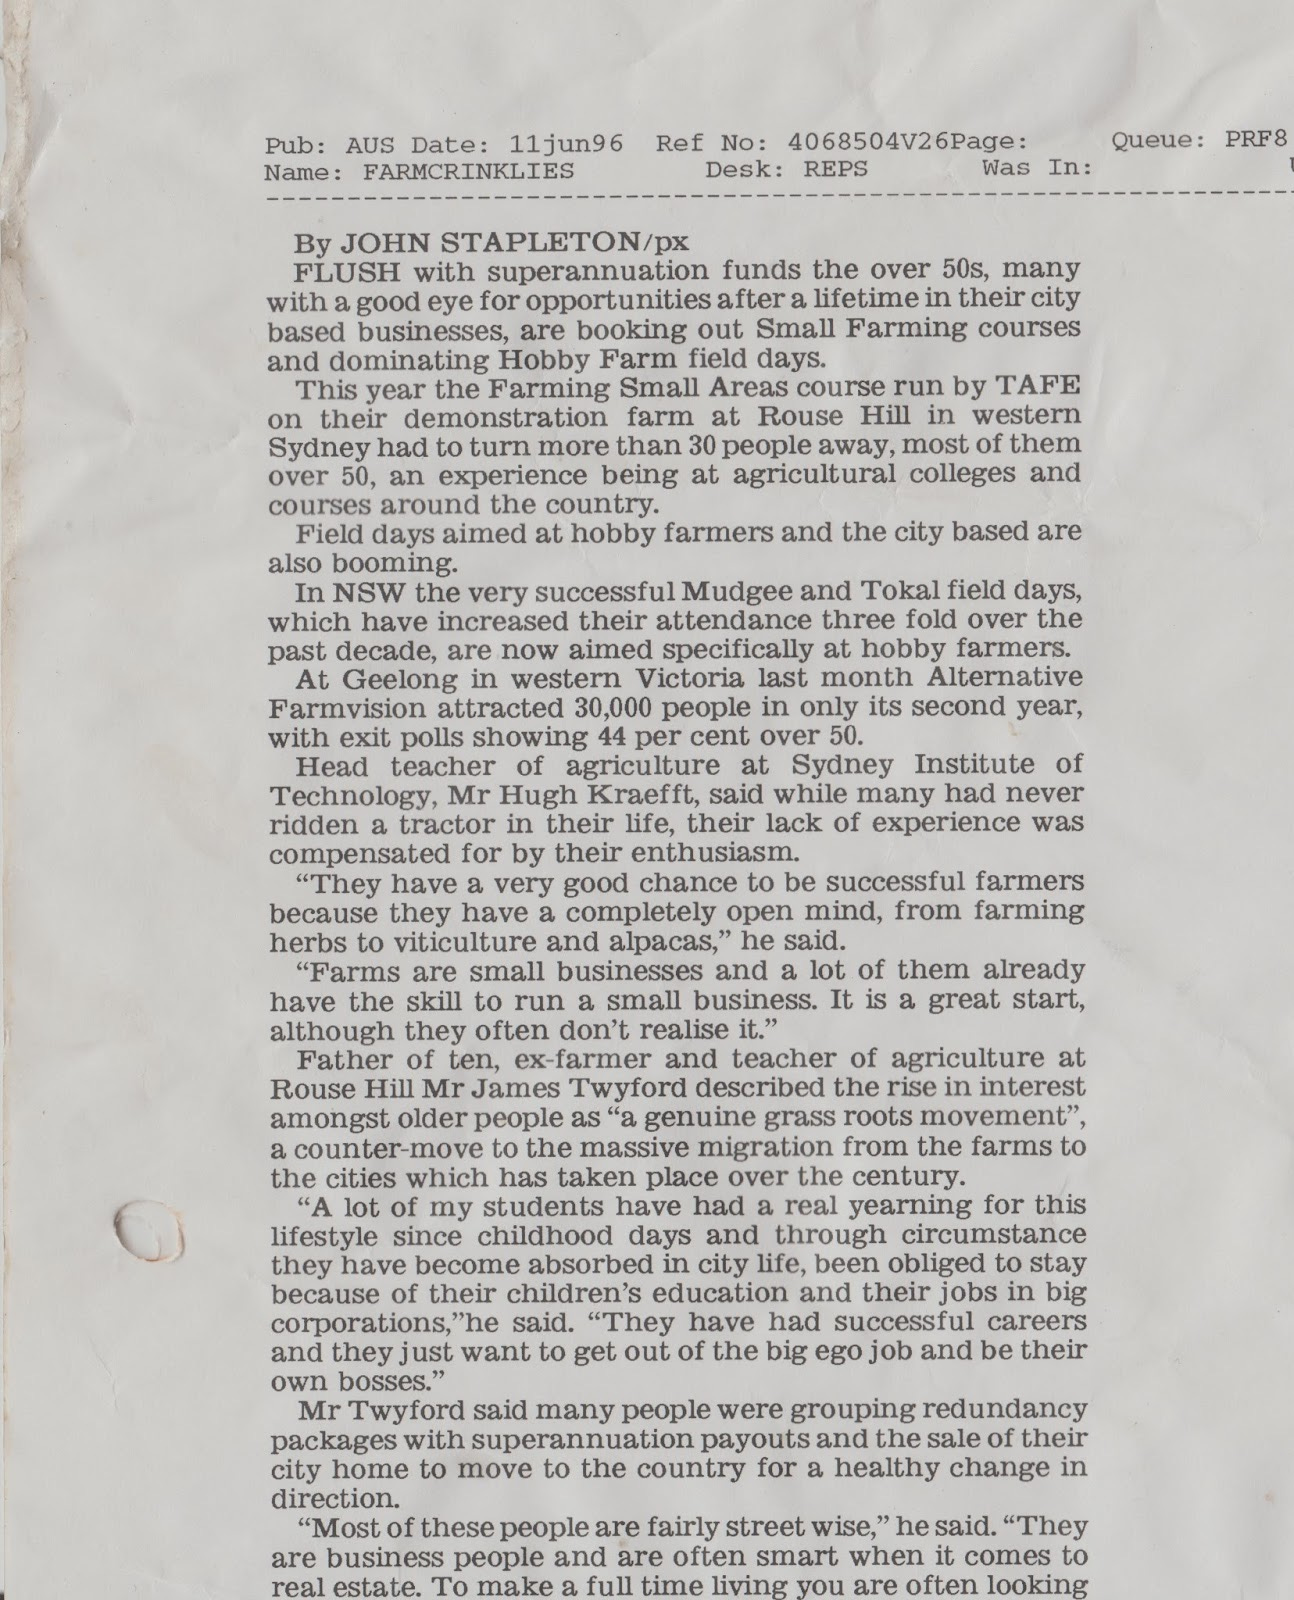 Pub: AUS Date: 11jun96 Ref No: 4068504V26Page: Queue: PRF8
Name: FARMCRINKLIES Desk: REPS Was In:
By JOHN STAPLETON/px
FLUSH with superannuation funds the over 50s, many
with a good eye for opportunities after a lifetime in their city
based businesses, are booking out Small Farming courses
and dominating Hobby Farm field days.
This year the Farming Small Areas course run by TAFE
on their demonstration farm at Rouse Hill in western
Sydney had to turn more than 30 people away, most of them
over 50, an experience being at agricultural colleges and
courses around the country.
Field days aimed at hobby farmers and the city based are
also booming.
In NSW the very successful Mudgee and Tokal field days,
which have increased their attendance three fold over the
past decade, are now aimed specifically at hobby farmers.
At Geelong in western Victoria last month Alternative
Farmvision attracted 30,000 people in only its second year,
with exit polls showing 44 per cent over 50.
Head teacher of agriculture at Sydney Institute of
Technology, Mr Hugh Kraefft, said while many had never
ridden a tractor in their life, their lack of experience was
compensated for by their enthusiasm.
“They have a very good chance to be successful farmers
because they have a completely open mind, from farming
herbs to viticulture and alpacas,” he said.
“Farms are small businesses and a lot of them already
have the skill to run a small business. It is a great start,
although they often don’t realise it.”
Father of ten, ex-farmer and teacher of agriculture at
Rouse Hill Mr James Twyford described the rise in interest
amongst older people as “a genuine grass roots movement”,
a counter-move to the massive migration from the farms to
the cities which has taken place over the century.
“A lot of my students have had a real yearning for this
lifestyle since childhood days and through circumstance
they have become absorbed in city life, been obliged to stay
because of their children’s education and their jobs in big
corporations,”he said. “They have had successful careers
and they just want to get out of the big ego job and be their
own bosses.”
Mr Twyford said many people were grouping redundancy
packages with superannuation payouts and the sale of their
city home to move to the country for a healthy change in
direction.
“Most of these people are fairly street wise,” he said. “They
are business people and are often smart when it comes to
real estate. To make a full time living you are often looking